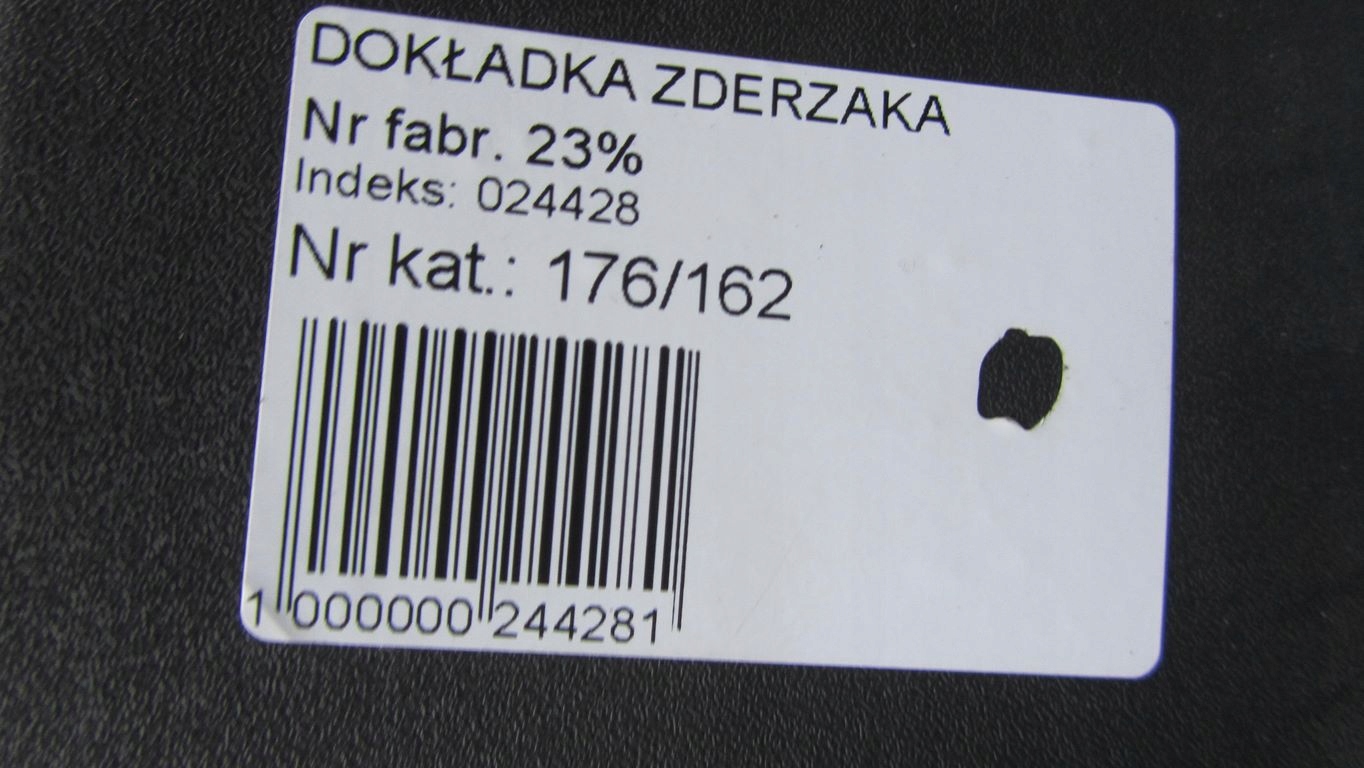 DOKŁADKA ZDERZAKA
Nr fabr. 23%
Indeks: 024428
Nr kat.: 176/162
1 000000 244281